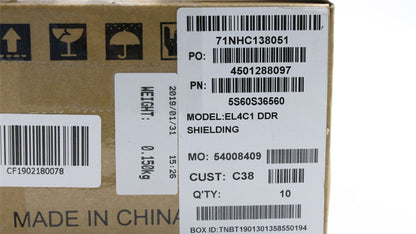 71NHC138051
PO:
4501288097
PN:
5S60S36560
MODEL:EL4C1 DDR
SHIELDING
MO: 54008409
CUST: C38
Q'TY: 10
BOX ID:TNBT1901301358550194
WEIGHT: 0.150kg
2019/01/31 15:26
CF1902180078
MADE IN CHINA